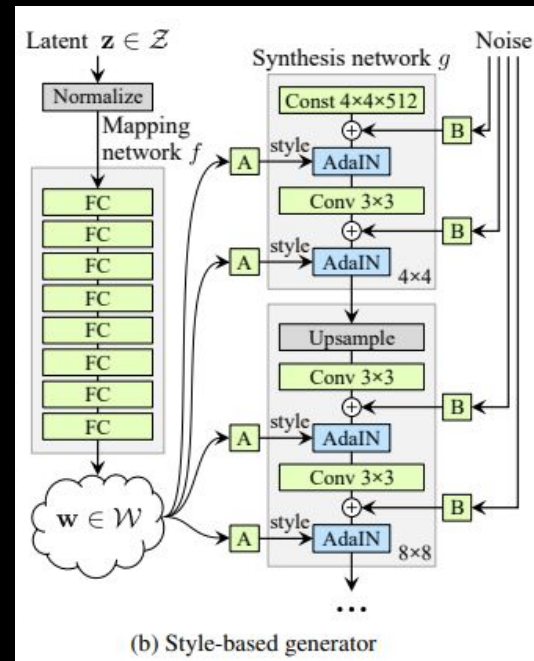 Latent z ∈ 𝒵
Normalize
Mapping
network f
FC
FC
FC
FC
FC
FC
FC
FC
w ∈ 𝒲
Noise
Synthesis network g
Const 4×4×512
B
A
style
AdaIN
Conv 3×3
B
A
style
AdaIN
4×4
Upsample
Conv 3×3
B
A
style
AdaIN
Conv 3×3
B
A
style
AdaIN
8×8
...
(b) Style-based generator